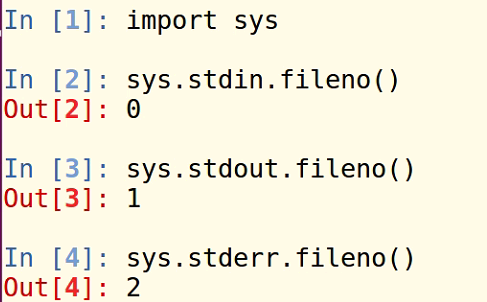 In [1]: import sys
In [2]: sys.stdin.fileno()
Out[2]: 0
In [3]: sys.stdout.fileno()
Out[3]: 1
In [4]: sys.stderr.fileno()
Out[4]: 2